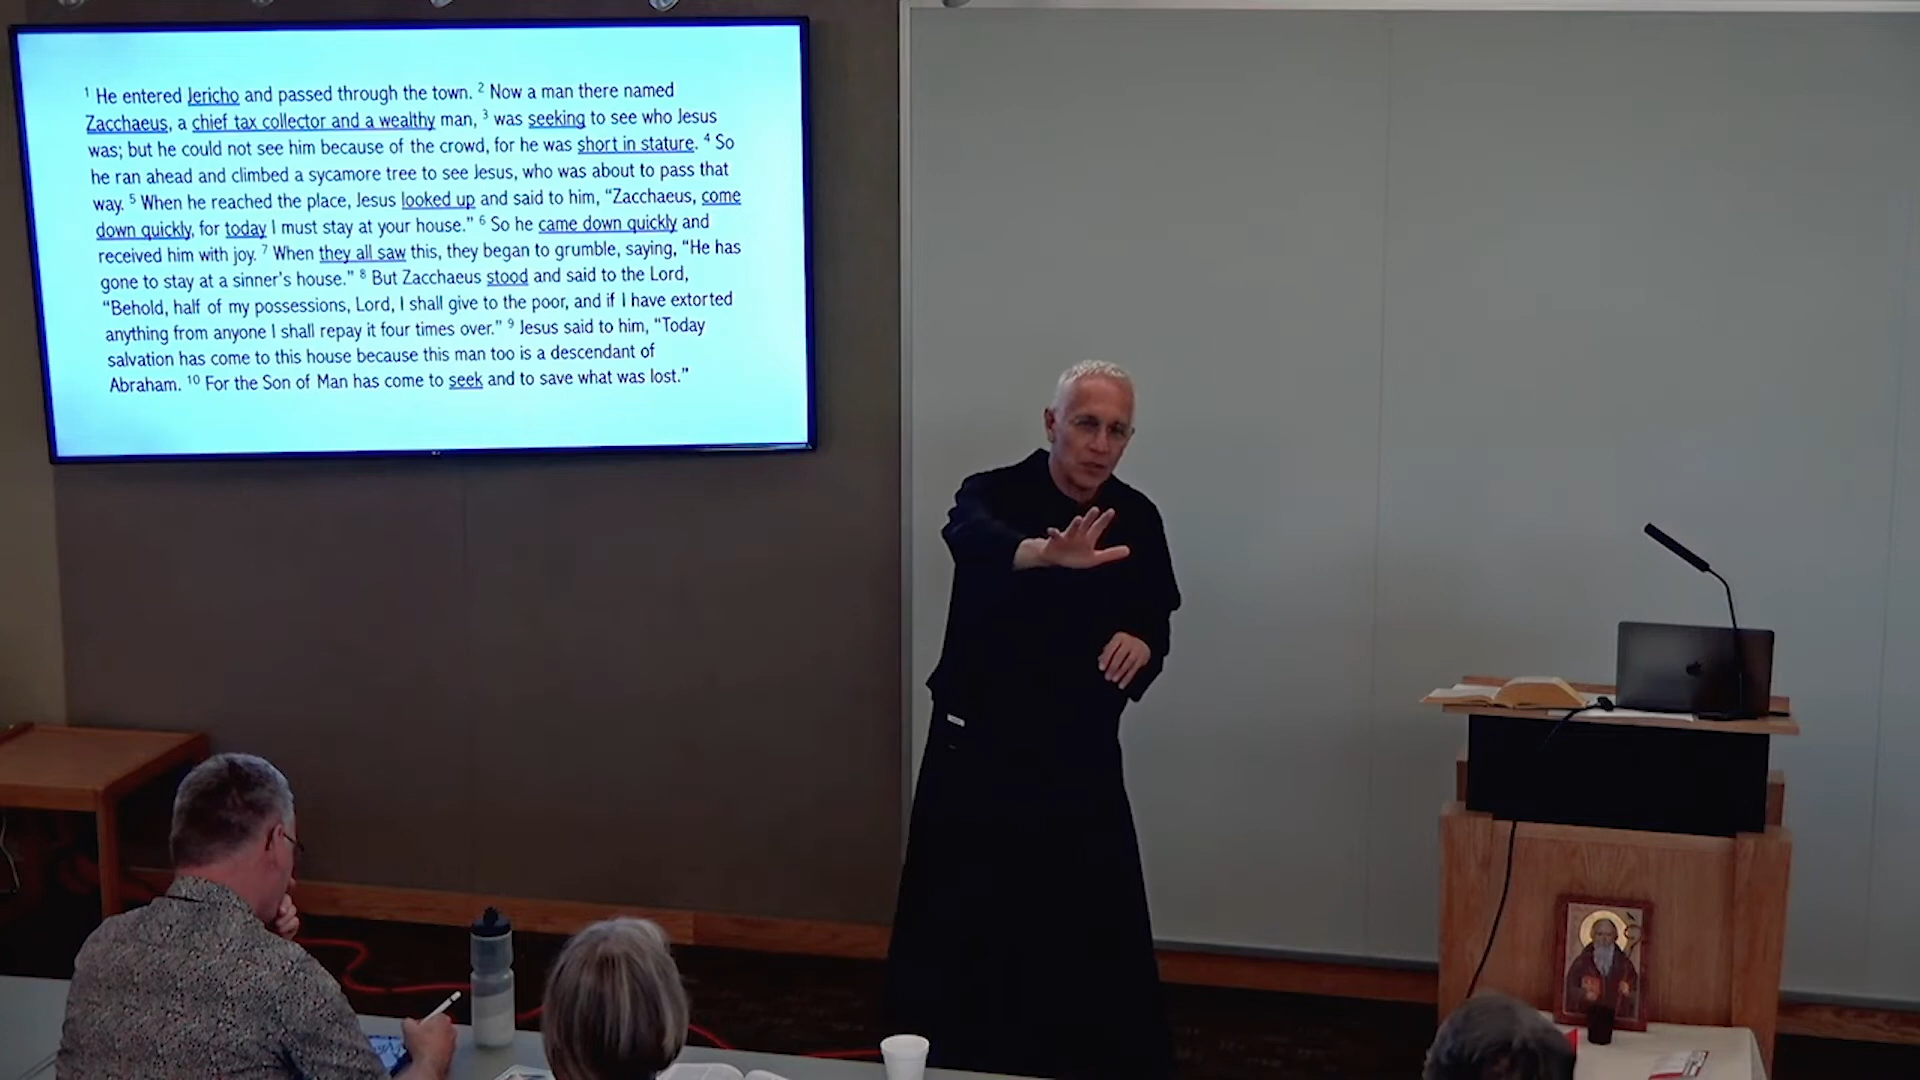 ¹ He entered Jericho and passed through the town. ² Now a man there named
Zacchaeus, a chief tax collector and a wealthy man, ³ was seeking to see who Jesus
was; but he could not see him because of the crowd, for he was short in stature. ⁴ So
he ran ahead and climbed a sycamore tree to see Jesus, who was about to pass that
way. ⁵ When he reached the place, Jesus looked up and said to him, “Zacchaeus, come
down quickly, for today I must stay at your house.” ⁶ So he came down quickly and
received him with joy. ⁷ When they all saw this, they began to grumble, saying, “He has
gone to stay at a sinner’s house.” ⁸ But Zacchaeus stood and said to the Lord,
“Behold, half of my possessions, Lord, I shall give to the poor, and if I have extorted
anything from anyone I shall repay it four times over.” ⁹ Jesus said to him, “Today
salvation has come to this house because this man too is a descendant of
Abraham. ¹⁰ For the Son of Man has come to seek and to save what was lost.”